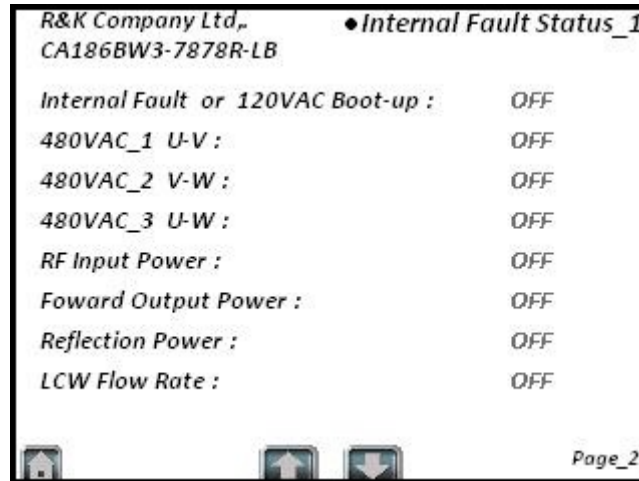 R&K Company Ltd,. ●Internal Fault Status_1
CA186BW3-7878R-LB
Internal Fault or 120VAC Boot-up : OFF
480VAC_1 U-V : OFF
480VAC_2 V-W : OFF
480VAC_3 U-W : OFF
RF Input Power : OFF
Foward Output Power : OFF
Reflection Power : OFF
LCW Flow Rate : OFF
Page_2